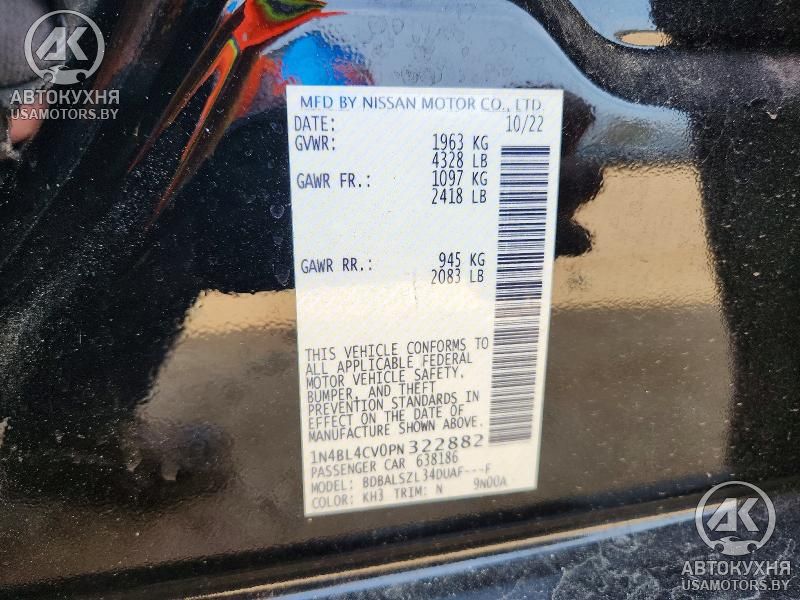 AK
АВТОКУХНЯ
USAMOTORS.BY
MFD BY NISSAN MOTOR CO., LTD.
DATE: 10/22
GVWR: 1963 KG
4328 LB
GAWR FR.: 1097 KG
2418 LB
GAWR RR.: 945 KG
2083 LB
THIS VEHICLE CONFORMS TO
ALL APPLICABLE FEDERAL
MOTOR VEHICLE SAFETY,
BUMPER, AND THEFT
PREVENTION STANDARDS IN
EFFECT ON THE DATE OF
MANUFACTURE SHOWN ABOVE.
1N4BL4CV0PN322882
PASSENGER CAR 638186
MODEL: BDBALSZL34DUAF---F
COLOR: KH3 TRIM: N 9N00A
AK
АВТОКУХНЯ
USAMOTORS.BY